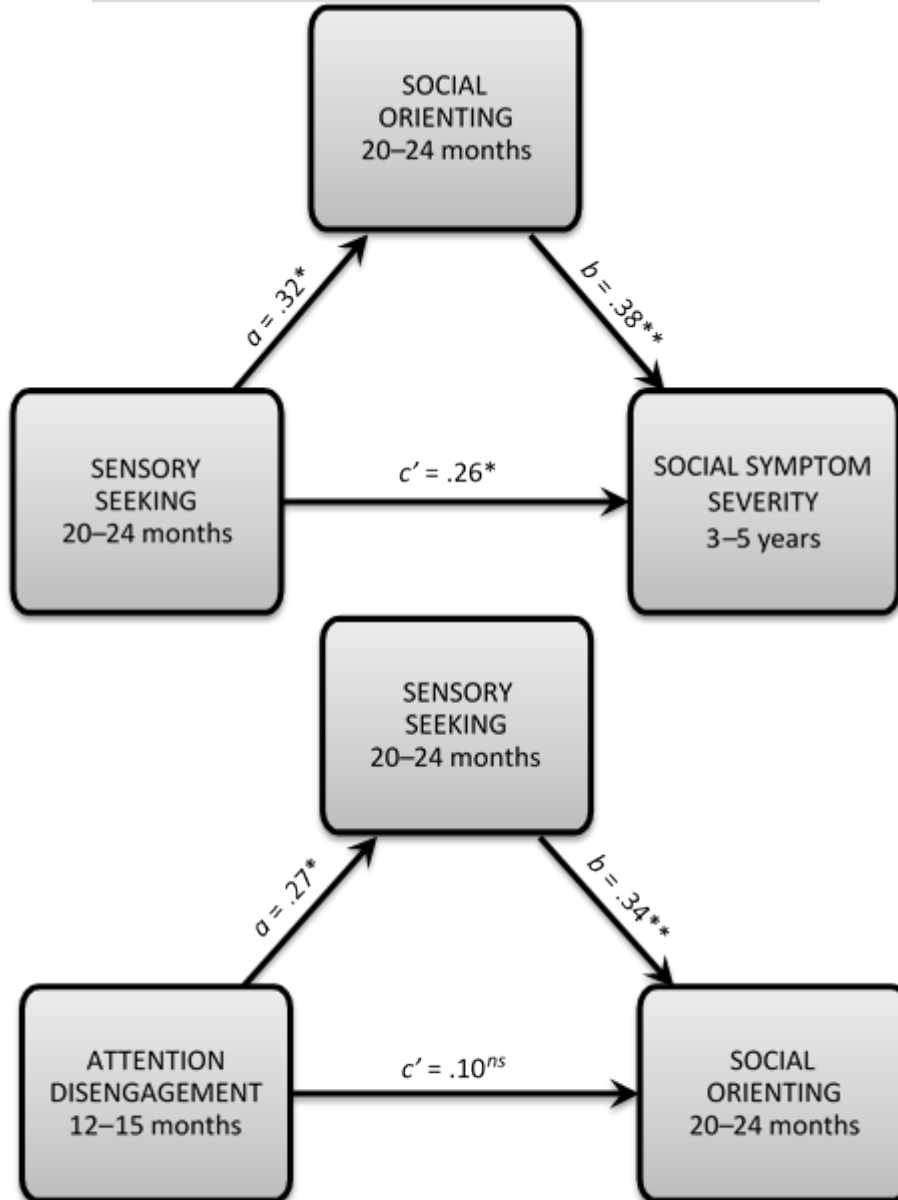 SOCIAL
ORIENTING
20–24 months
a = .32*
b = .38**
SENSORY
SEEKING
20–24 months
c’ = .26*
SOCIAL SYMPTOM
SEVERITY
3–5 years
SENSORY
SEEKING
20–24 months
a = .27*
b = .34**
ATTENTION
DISENGAGEMENT
12–15 months
c’ = .10ns
SOCIAL
ORIENTING
20–24 months